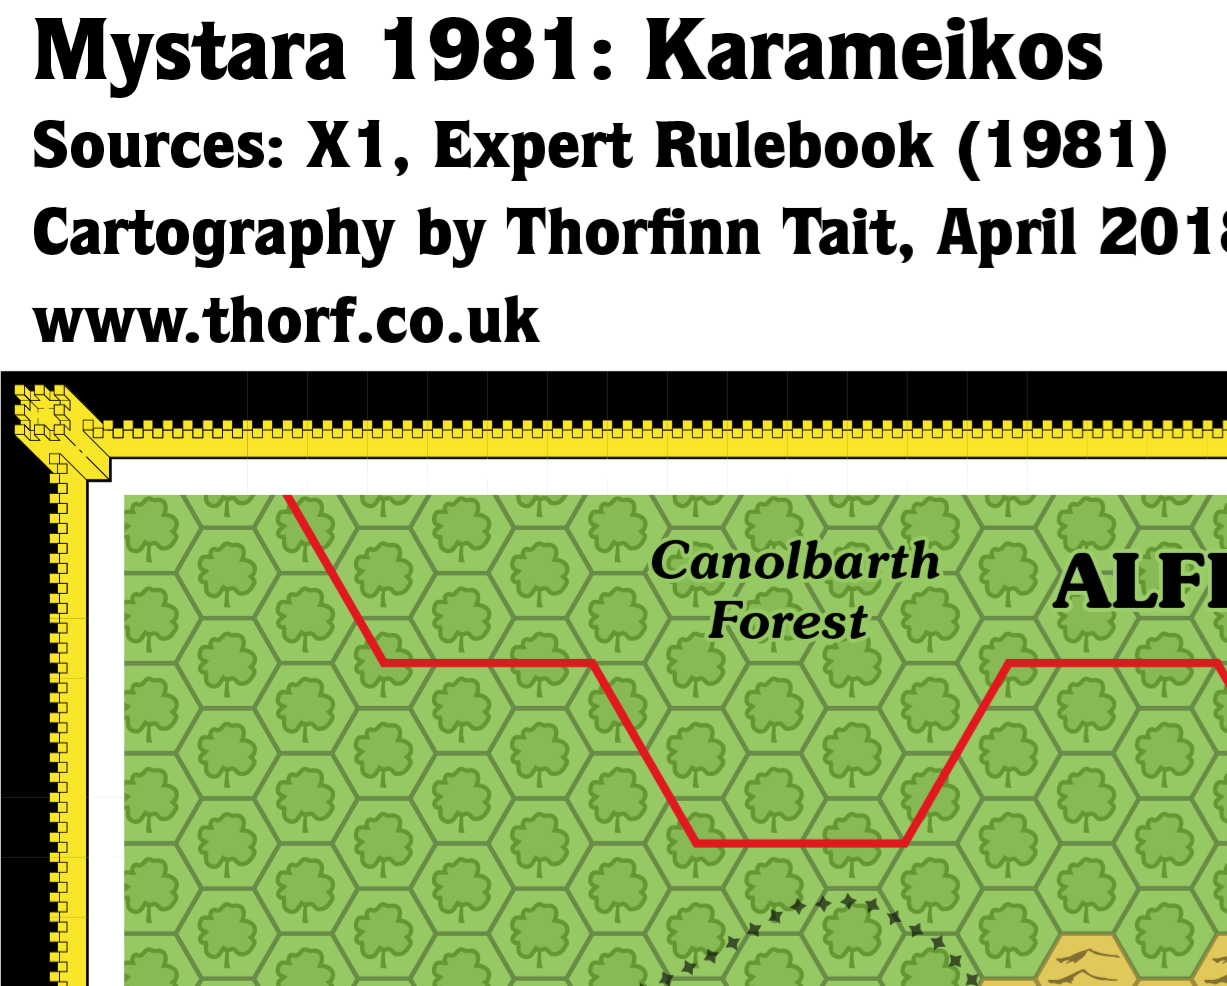 Mystara 1981: Karameikos
Sources: X1, Expert Rulebook (1981)
Cartography by Thorfinn Tait, April
www.thorf.co.uk
Canolbarth
Forest